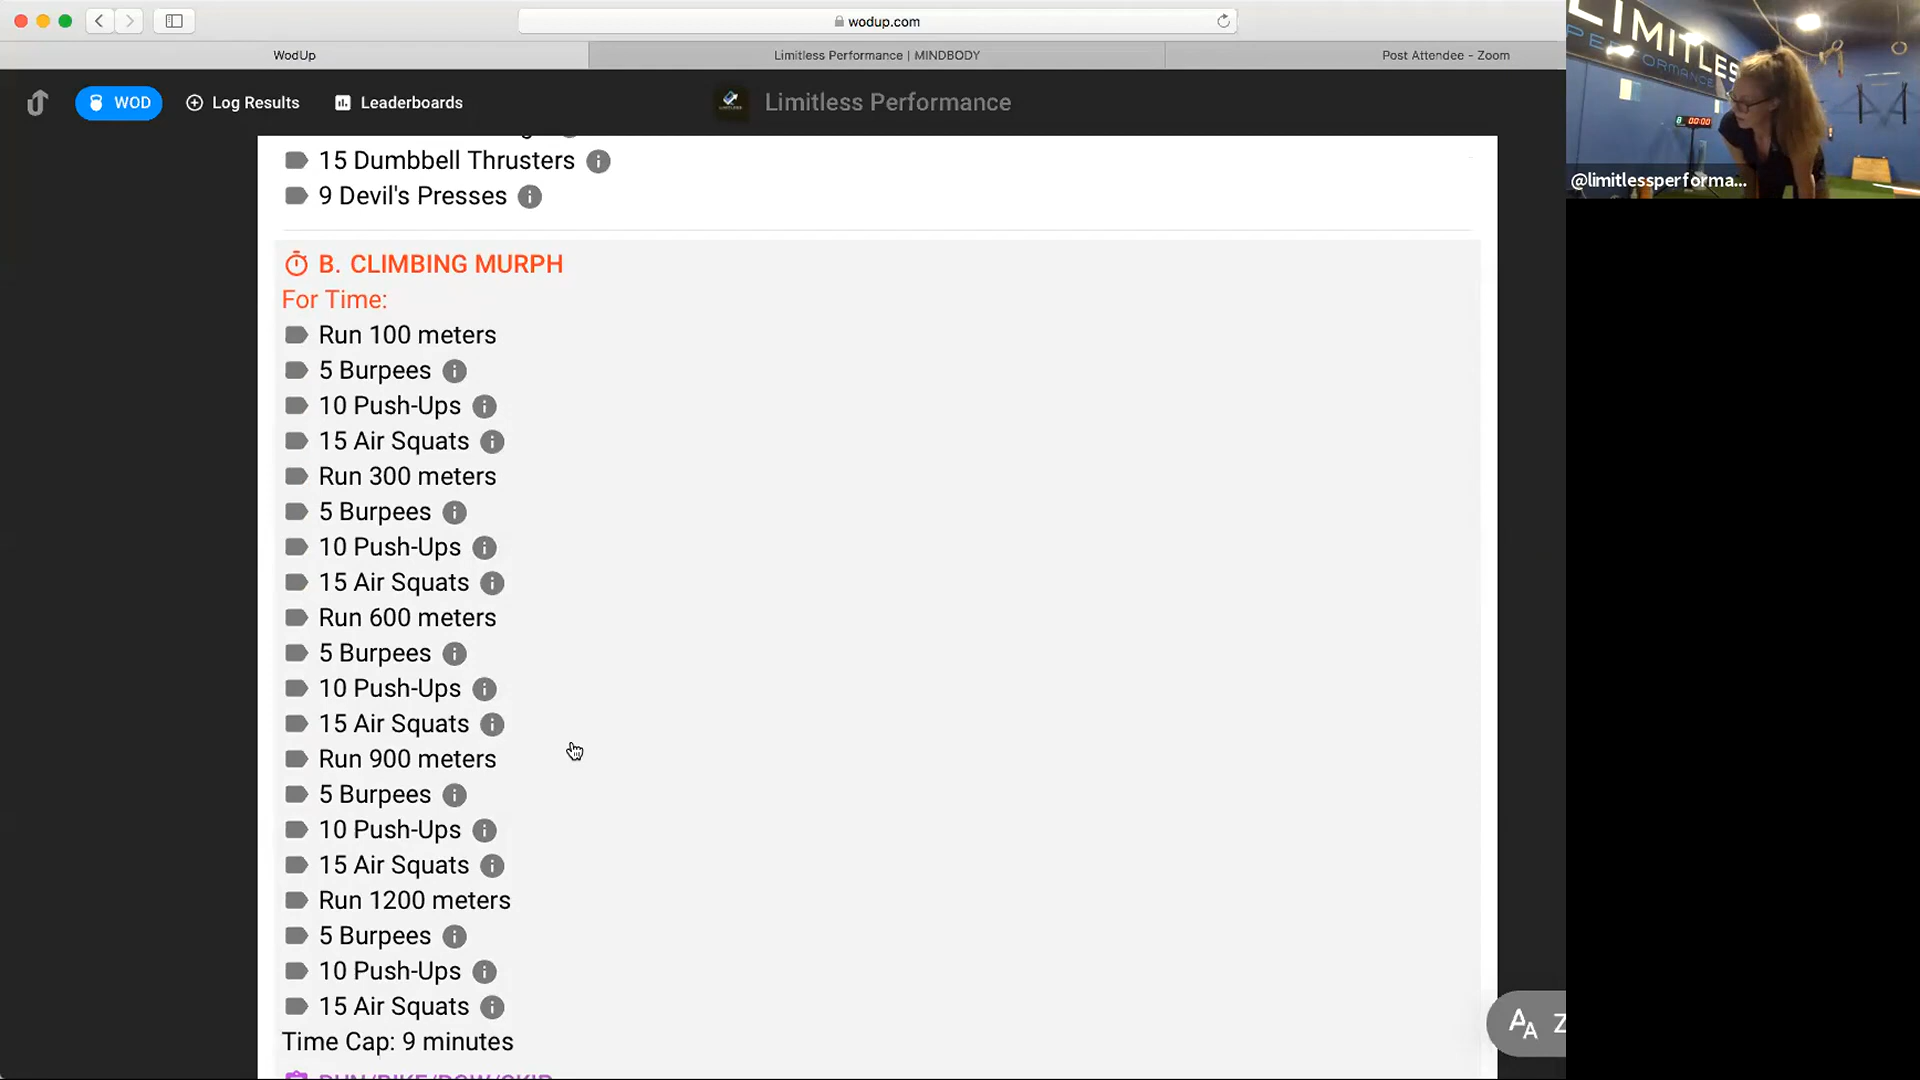 wodup.com
WodUp
Limitless Performance | MINDBODY
Post Attendee - Zoom
WOD
Log Results
Leaderboards
Limitless Performance
15 Dumbbell Thrusters
9 Devil's Presses
B. CLIMBING MURPH
For Time:
Run 100 meters
5 Burpees
10 Push-Ups
15 Air Squats
Run 300 meters
5 Burpees
10 Push-Ups
15 Air Squats
Run 600 meters
5 Burpees
10 Push-Ups
15 Air Squats
Run 900 meters
5 Burpees
10 Push-Ups
15 Air Squats
Run 1200 meters
5 Burpees
10 Push-Ups
15 Air Squats
Time Cap: 9 minutes
AA Z
LIMITLES
PERFORMANCE
00:00
@limitlessperforma...